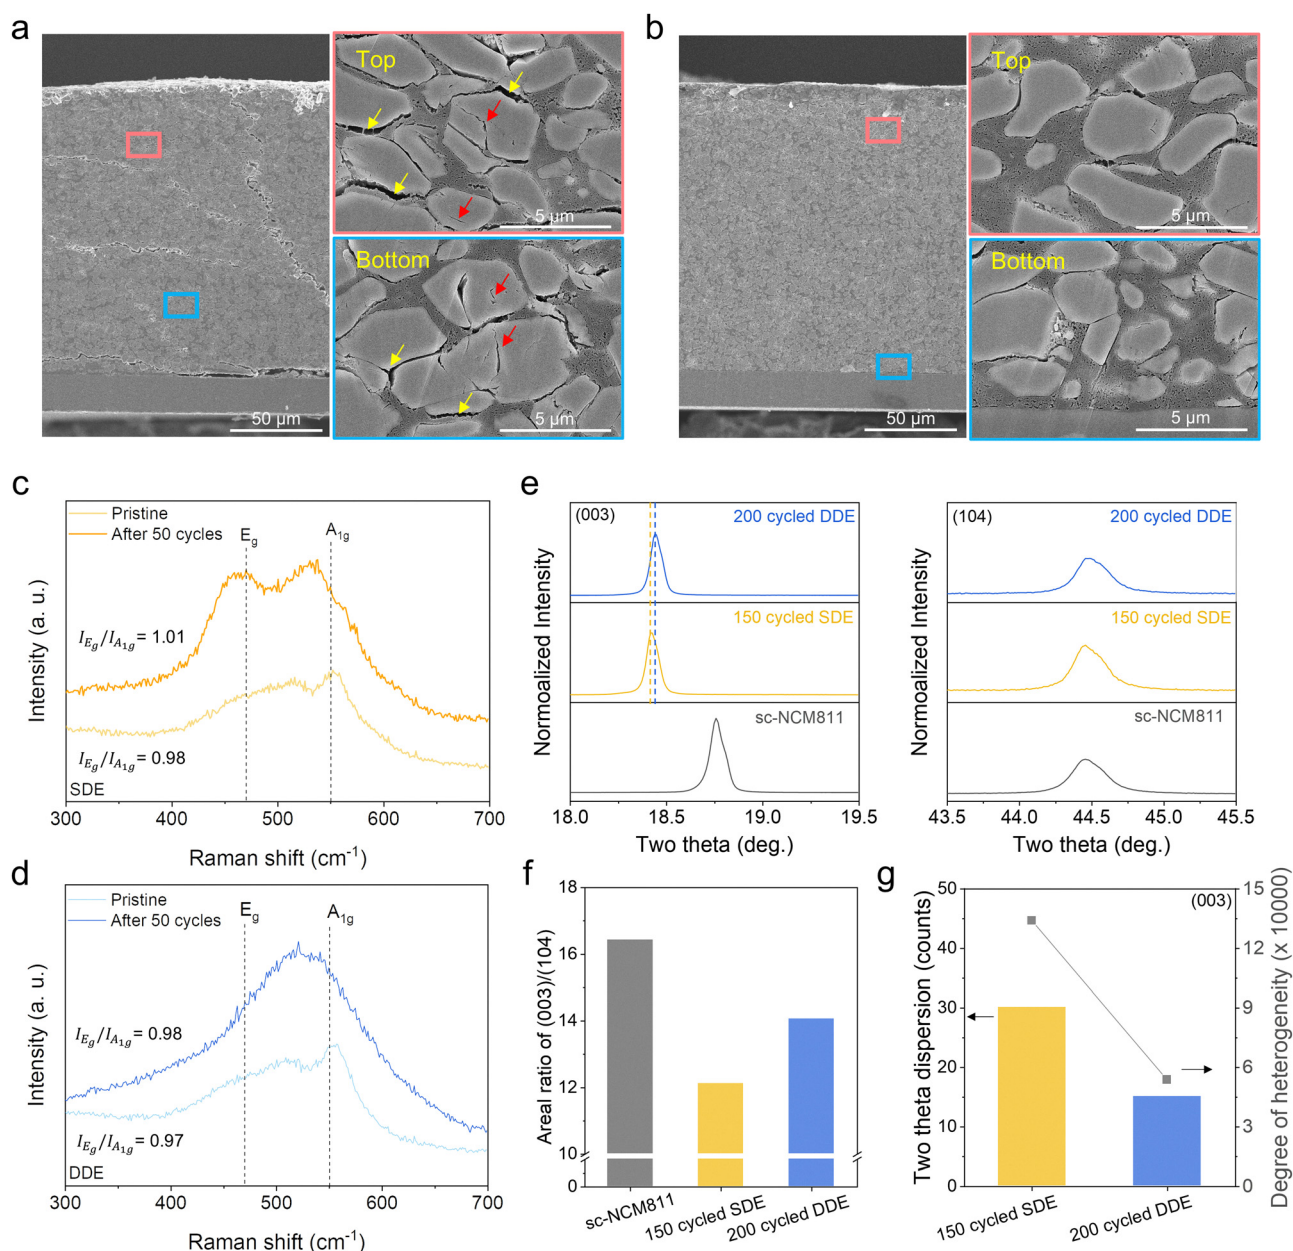 a
Top
5 µm
Bottom
5 µm
50 µm
b
Top
5 µm
Bottom
5 µm
50 µm
c
Pristine
After 50 cycles
Eg
A1g
IEg/IA1g= 1.01
IEg/IA1g= 0.98
SDE
Intensity (a. u.)
300 400 500 600 700
Raman shift (cm-1)
d
Pristine
After 50 cycles
Eg
A1g
IEg/IA1g= 0.98
IEg/IA1g= 0.97
DDE
Intensity (a. u.)
300 400 500 600 700
Raman shift (cm-1)
e
(003)
200 cycled DDE
150 cycled SDE
sc-NCM811
Normoalized Intensity
18.0 18.5 19.0 19.5
Two theta (deg.)
(104)
200 cycled DDE
150 cycled SDE
sc-NCM811
Normoalized Intensity
43.5 44.0 44.5 45.0 45.5
Two theta (deg.)
f
Areal ratio of (003)/(104)
18
16
14
12
10
0
sc-NCM811
150 cycled SDE
200 cycled DDE
g
(003)
Two theta dispersion (counts)
50
40
30
20
10
0
Degree of heterogeneity (x 10000)
15
12
9
6
3
0
150 cycled SDE
200 cycled DDE